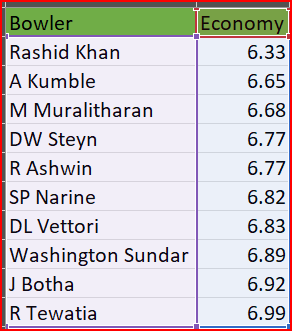 Bowler Economy
Rashid Khan 6.33
A Kumble 6.65
M Muralitharan 6.68
DW Steyn 6.77
R Ashwin 6.77
SP Narine 6.82
DL Vettori 6.83
Washington Sundar 6.89
J Botha 6.92
R Tewatia 6.99